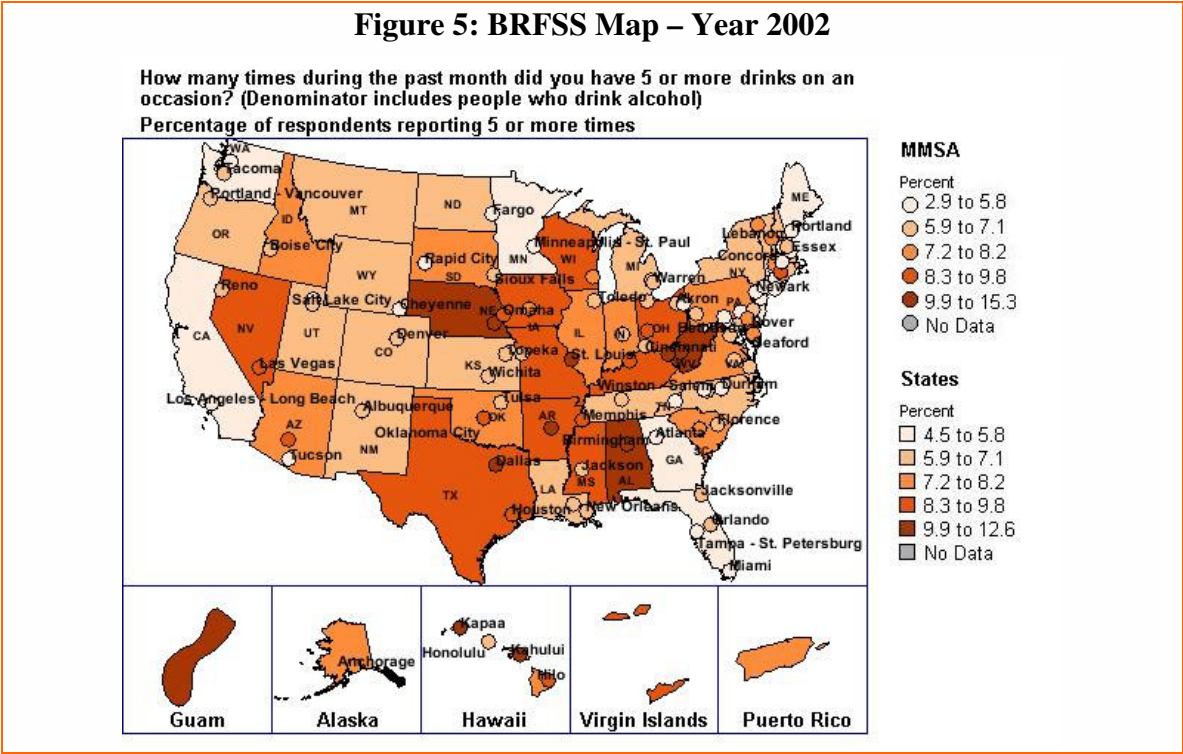 Figure 5: BRFSS Map – Year 2002
How many times during the past month did you have 5 or more drinks on an
occasion? (Denominator includes people who drink alcohol)
Percentage of respondents reporting 5 or more times
WA
Tacoma
Portland - Vancouver
MT
ND
Fargo
ME
ID
OR
Boise City
Rapid City
SD
MN
Minneapolis - St. Paul
WI
Sioux Falls
MI
Warren
Lebanon
Portland
Essex
Concord
NY
Newark
WY
Reno
Salt Lake City
Cheyenne
NE
Omaha
IA
Toledo
Akron
PA
Dover
Seaford
NV
CA
UT
CO
Denver
IL
IN
OH
Cincinnati
WV
VA
KS
Topeka
Wichita
St. Louis
Las Vegas
Los Angeles - Long Beach
AZ
Tucson
Albuquerque
NM
Tulsa
OK
Oklahoma City
AR
Memphis
Winston - Salem
Durham
TN
Florence
SC
Birmingham
Atlanta
GA
AL
Jackson
MS
Dallas
TX
LA
Houston
New Orleans
Jacksonville
Orlando
Tampa - St. Petersburg
Miami
MMSA
Percent
2.9 to 5.8
5.9 to 7.1
7.2 to 8.2
8.3 to 9.8
9.9 to 15.3
No Data
States
Percent
4.5 to 5.8
5.9 to 7.1
7.2 to 8.2
8.3 to 9.8
9.9 to 12.6
No Data
Anchorage
Kapaa
Honolulu
Kahului
Hilo
Guam
Alaska
Hawaii
Virgin Islands
Puerto Rico